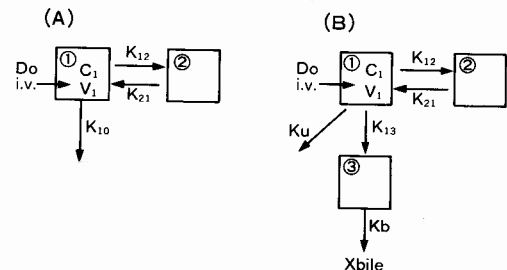 (A)
① C₁ V₁
Do
i.v.
K₁₂
K₂₁
②
K₁₀
(B)
① C₁ V₁
Do
i.v.
K₁₂
K₂₁
②
Ku
K₁₃
③
Kb
Xbile